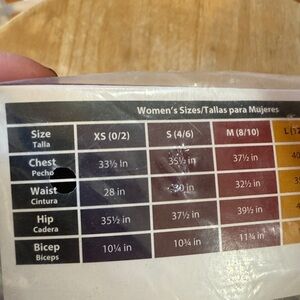 Women's Sizes/Tallas para Mujeres
Size XS (0/2) S (4/6) M (8/10)
Talla
Chest 33½ in 35½ in 37½ in
Pecho
Waist 28 in 30 in 32½ in
Cintura
Hip 35½ in 37½ in 39½ in
Cadera
Bicep 10¼ in 10¾ in 11¾ in
Bíceps